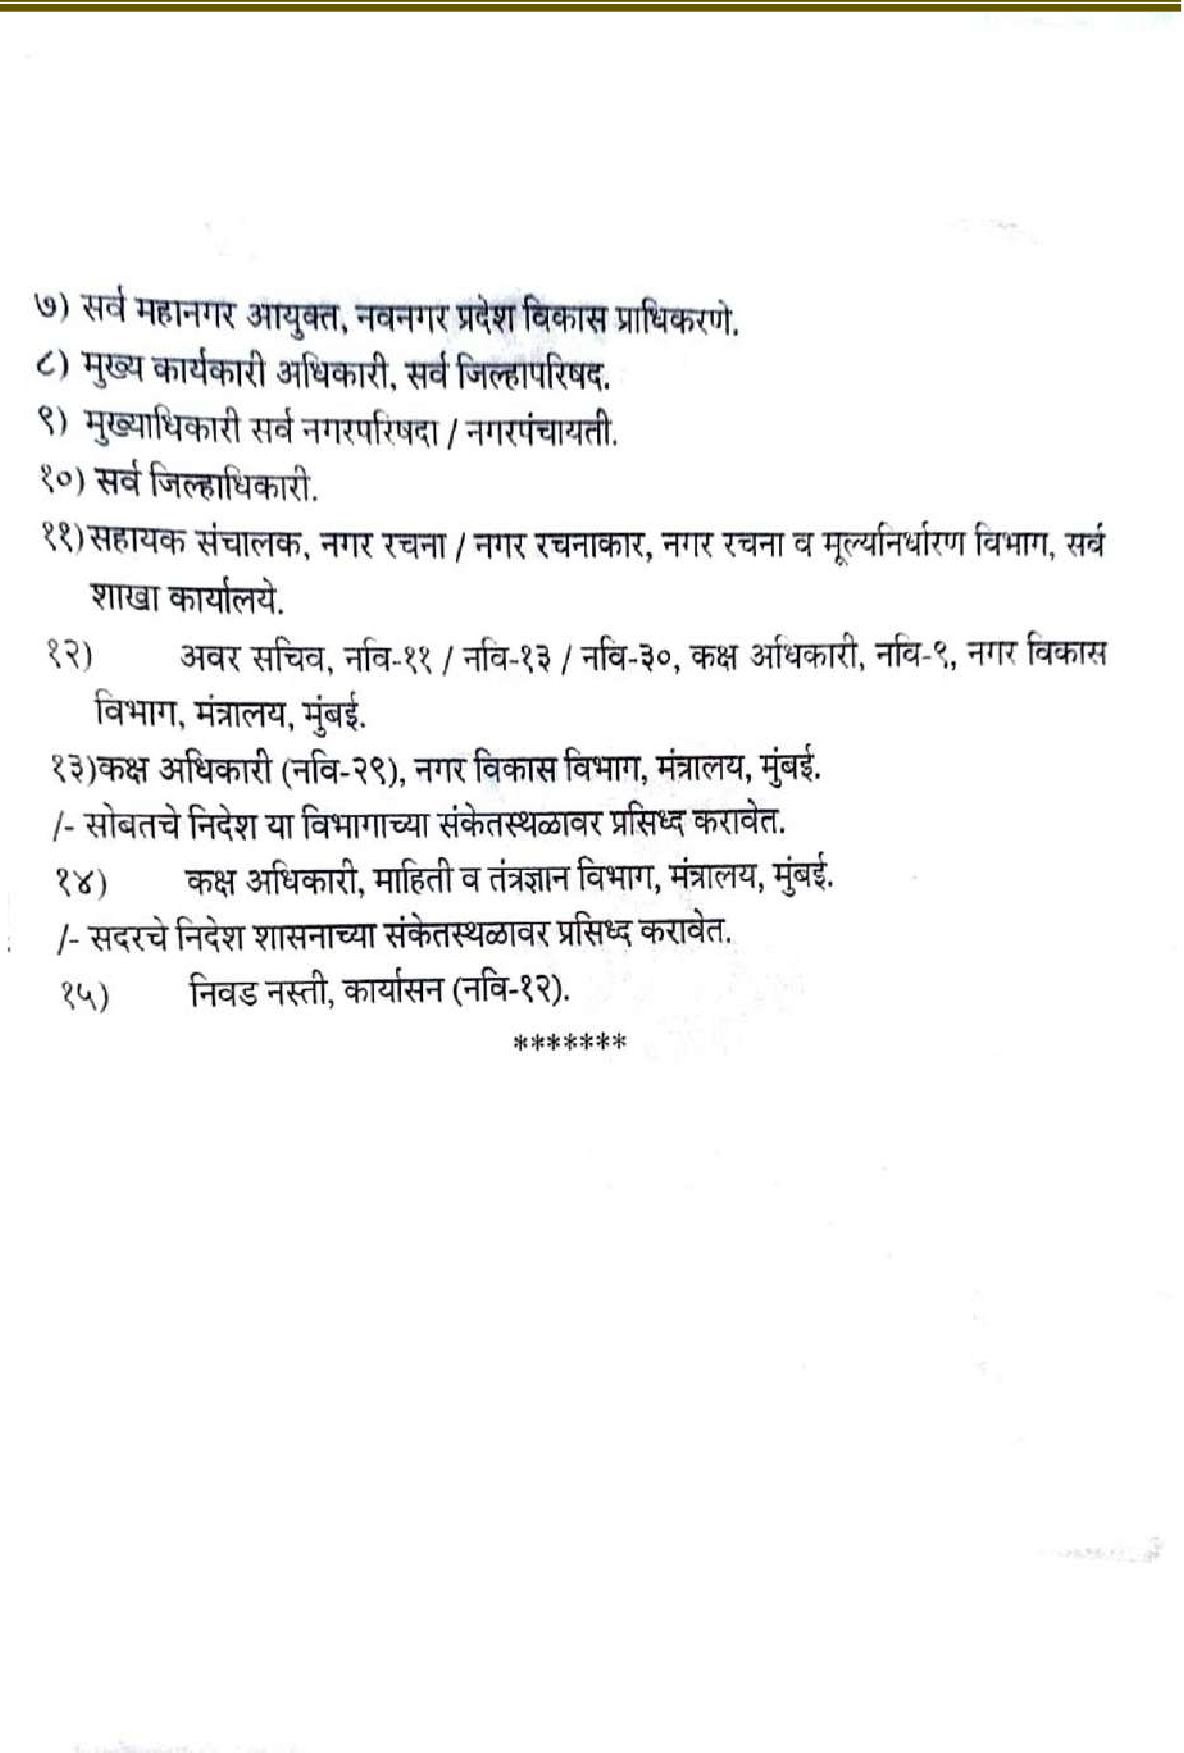 ७) सर्व महानगर आयुक्त, नवनगर प्रदेश विकास प्राधिकरणे.
८) मुख्य कार्यकारी अधिकारी, सर्व जिल्हापरिषद.
९) मुख्याधिकारी सर्व नगरपरिषदा / नगरपंचायती.
१०) सर्व जिल्हाधिकारी.
११) सहायक संचालक, नगर रचना / नगर रचनाकार, नगर रचना व मूल्यनिर्धारण विभाग, सर्व
शाखा कार्यालये.
१२) अवर सचिव, नवि-११ / नवि-१३ / नवि-३०, कक्ष अधिकारी, नवि-९, नगर विकास
विभाग, मंत्रालय, मुंबई.
१३)कक्ष अधिकारी (नवि-२९), नगर विकास विभाग, मंत्रालय, मुंबई.
/- सोबतचे निदेश या विभागाच्या संकेतस्थळावर प्रसिध्द करावेत.
१४) कक्ष अधिकारी, माहिती व तंत्रज्ञान विभाग, मंत्रालय, मुंबई.
/- सदरचे निदेश शासनाच्या संकेतस्थळावर प्रसिध्द करावेत.
१५) निवड नस्ती, कार्यासन (नवि-१२).
*******